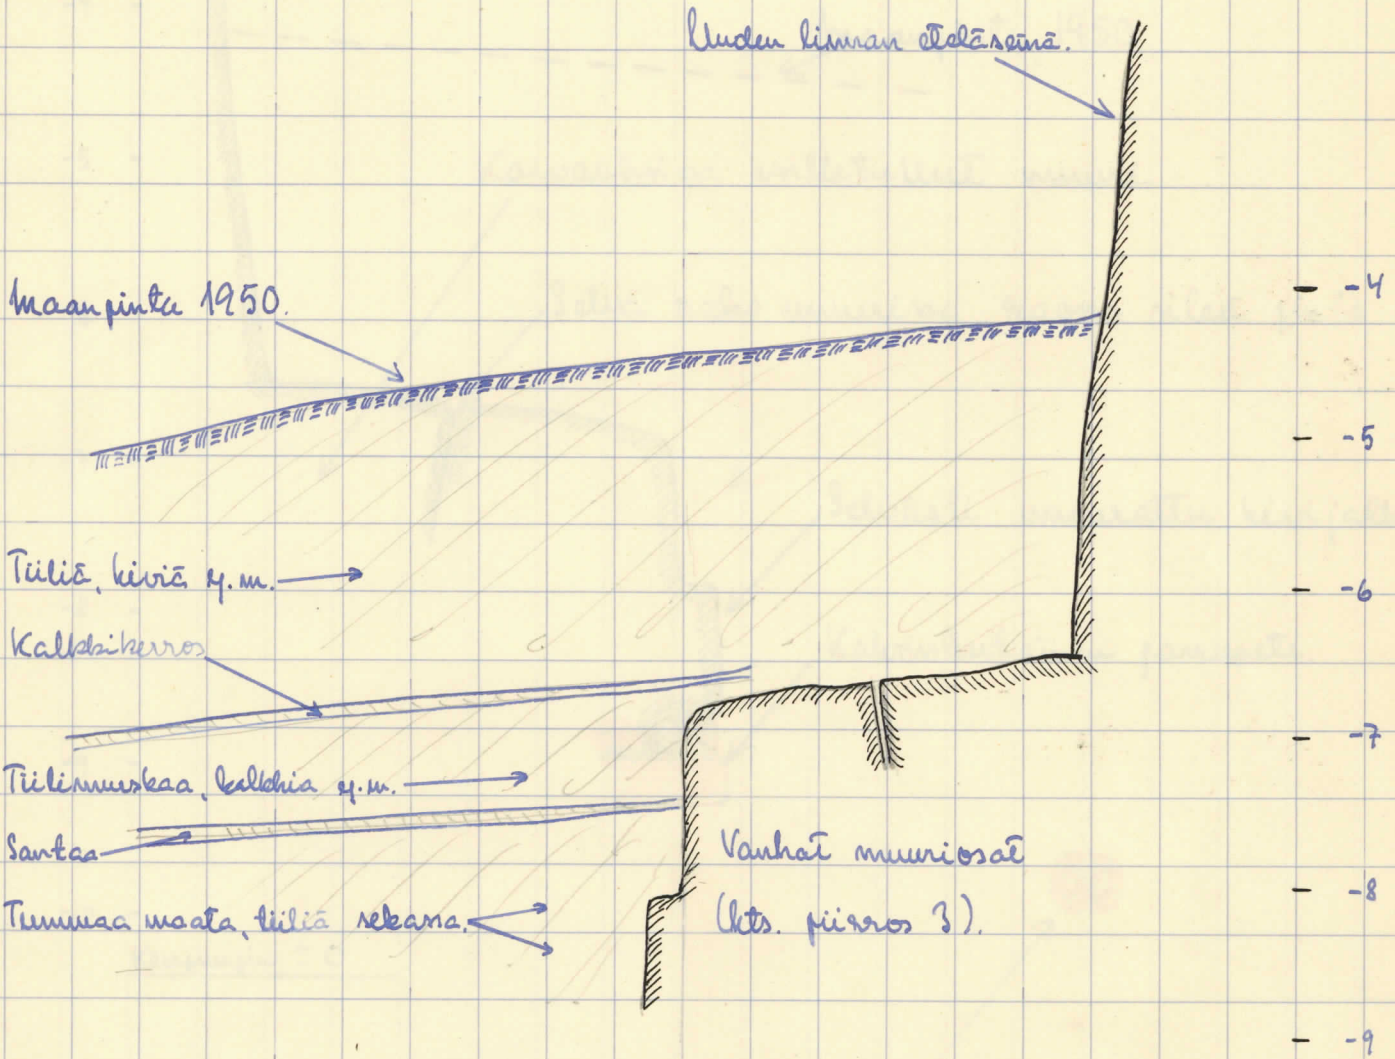 Uuden linnan eteläseinä.
Maanpinta 1950.
-4
-5
Tiiliä, kiviä y.m.
-6
Kalkkikerros
-7
Tiilimurskaa, kalkkia y.m.
Santaa
Vanhat muuriosat
-8
Tummaa maata, tiiliä sekassa.
(kts. piirros 3).
-9